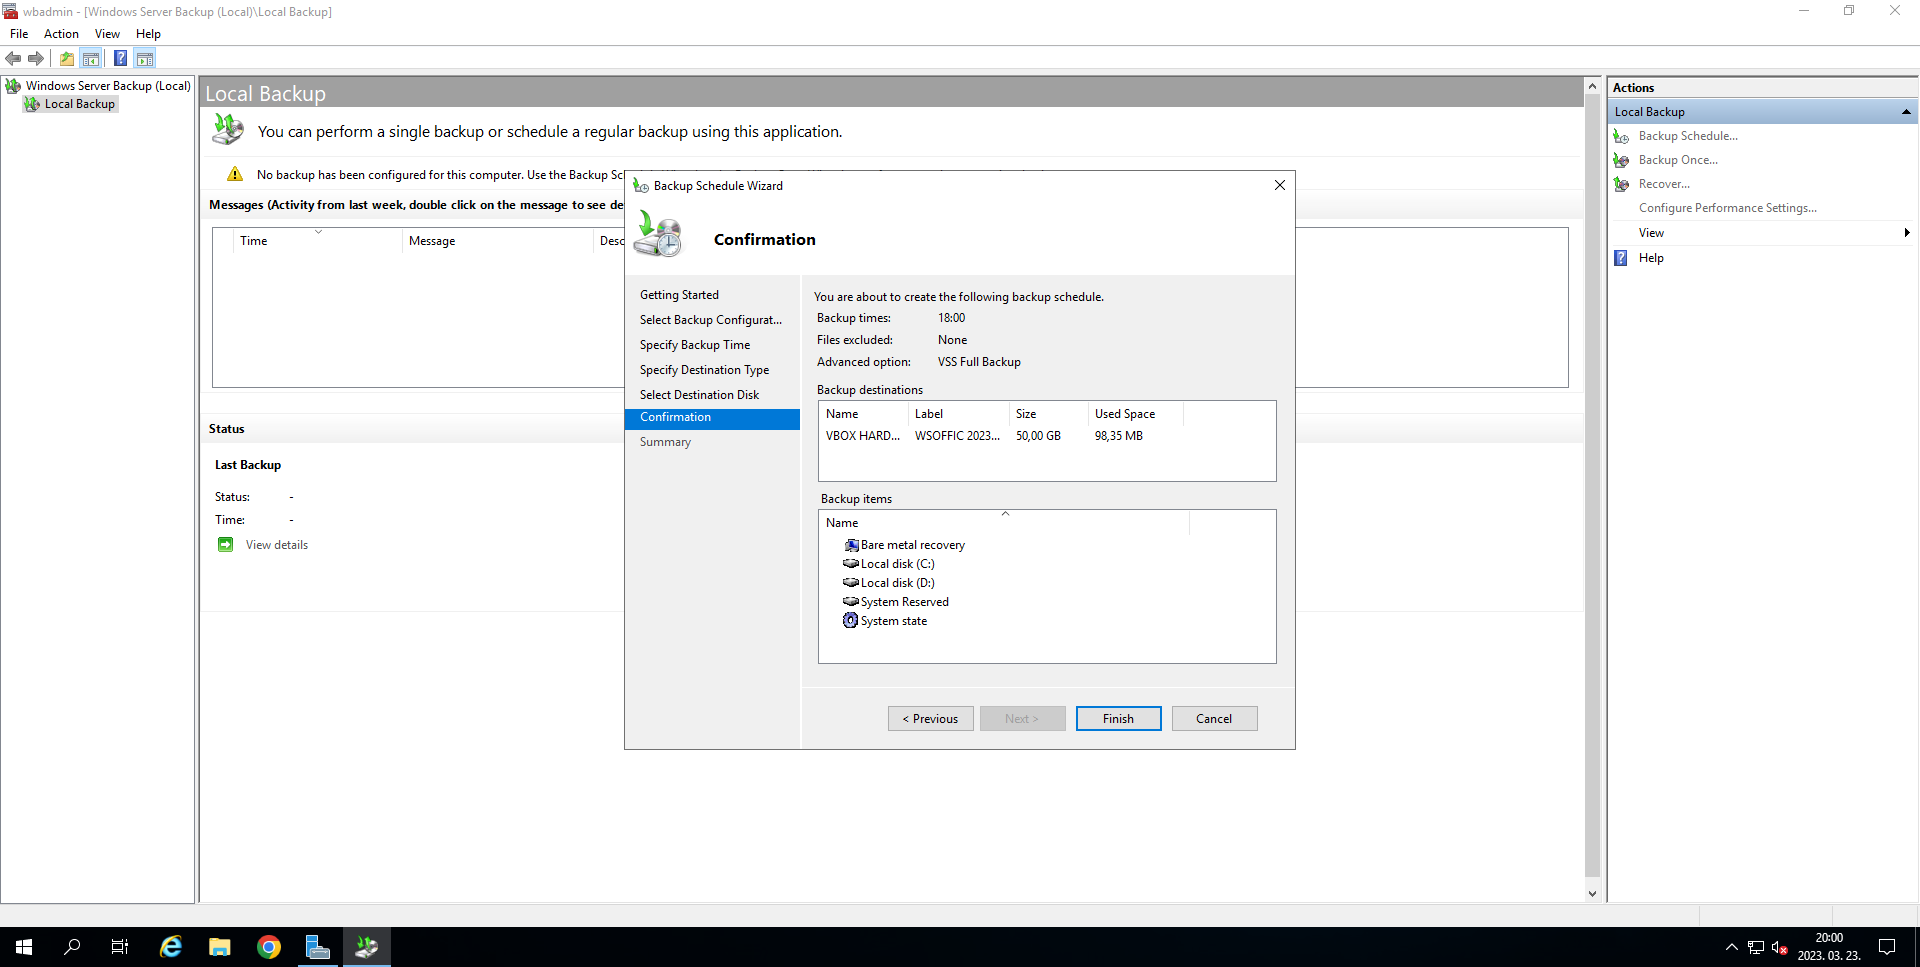 wbadmin - [Windows Server Backup (Local)\Local Backup]
File Action View Help
Windows Server Backup (Local)
Local Backup
Local Backup
You can perform a single backup or schedule a regular backup using this application.
No backup has been configured for this computer. Use the Backup Sc
Messages (Activity from last week, double click on the message to see de
Time Message Desc
Status
Last Backup
Status: -
Time: -
View details
Backup Schedule Wizard
Confirmation
Getting Started
Select Backup Configurat...
Specify Backup Time
Specify Destination Type
Select Destination Disk
Confirmation
Summary
You are about to create the following backup schedule.
Backup times: 18:00
Files excluded: None
Advanced option: VSS Full Backup
Backup destinations
Name Label Size Used Space
VBOX HARD... WSOFFIC 2023... 50,00 GB 98,35 MB
Backup items
Name
Bare metal recovery
Local disk (C:)
Local disk (D:)
System Reserved
System state
< Previous Next > Finish Cancel
Actions
Local Backup
Backup Schedule...
Backup Once...
Recover...
Configure Performance Settings...
View
Help
20:00
2023. 03. 23.